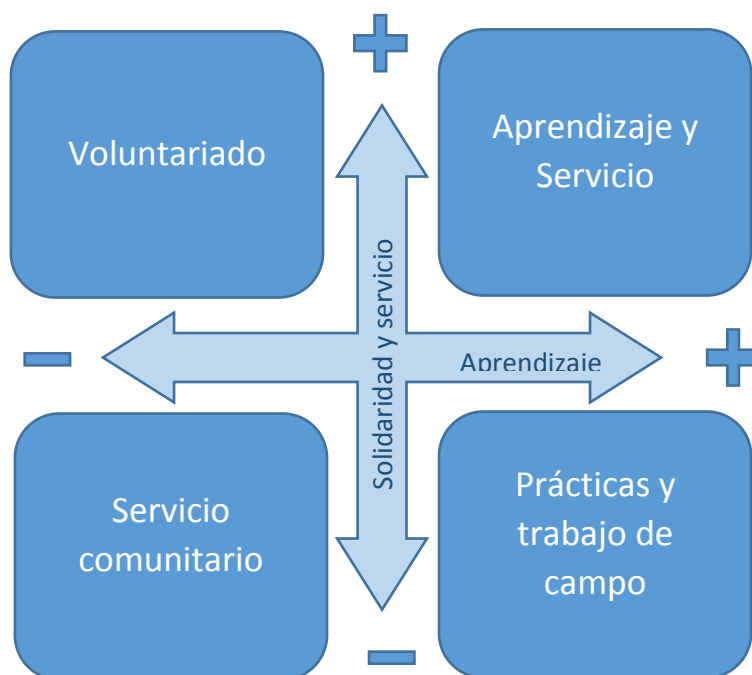 +
Voluntariado
Aprendizaje y
Servicio
Solidaridad y servicio
−
Aprendizaje
+
Servicio
comunitario
Prácticas y
trabajo de
campo
−